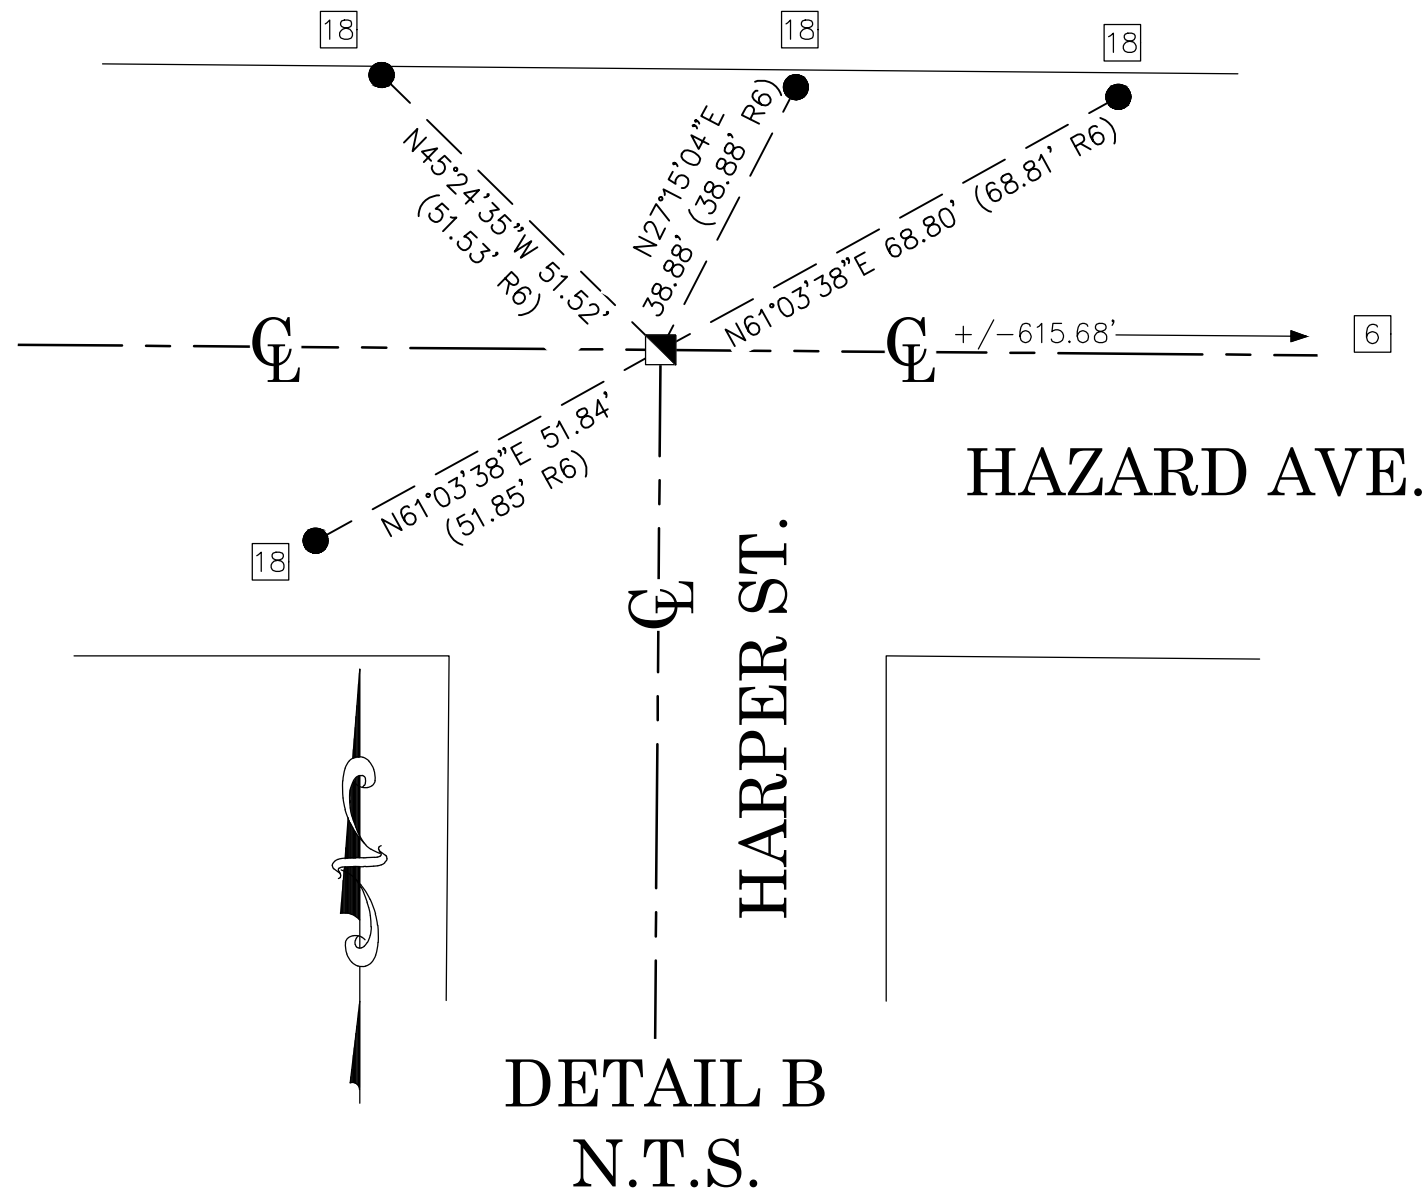 18
18
18
N45°24'35"W 51.52'
(51.53' R6)
N27°15'04"E
38.88' (38.88' R6)
N61°03'38"E 68.80' (68.81' R6)
CL
CL
+/-615.68'
6
N61°03'38"E 51.84'
(51.85' R6)
18
HAZARD AVE.
CL
HARPER ST.
DETAIL B
N.T.S.